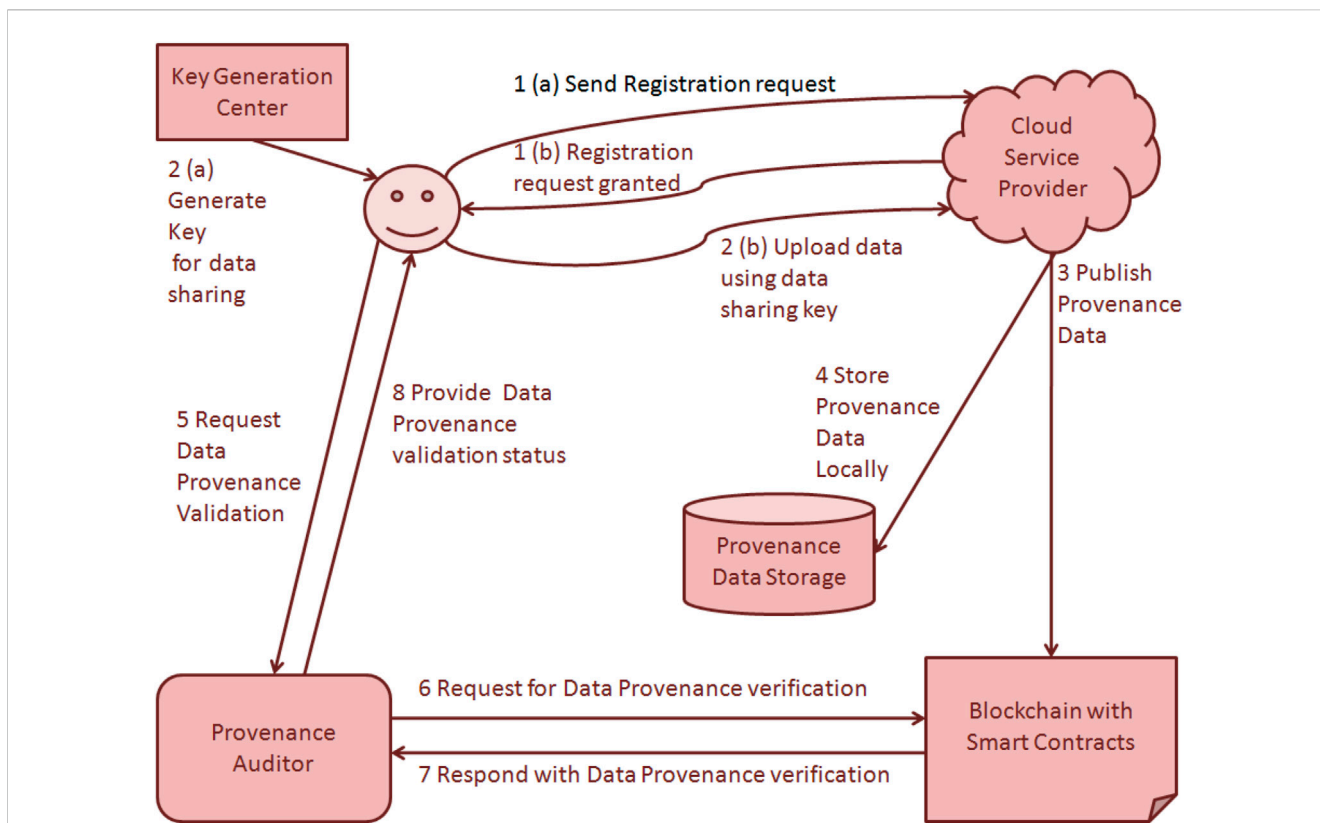 Key Generation
Center
1 (a) Send Registration request
Cloud
Service
Provider
1 (b) Registration
request granted
2 (a)
Generate
Key
for data
sharing
2 (b) Upload data
using data
sharing key
3 Publish
Provenance
Data
4 Store
Provenance
Data
Locally
8 Provide Data
Provenance
validation status
5 Request
Data
Provenance
Validation
Provenance
Data Storage
6 Request for Data Provenance verification
Provenance
Auditor
Blockchain with
Smart Contracts
7 Respond with Data Provenance verification